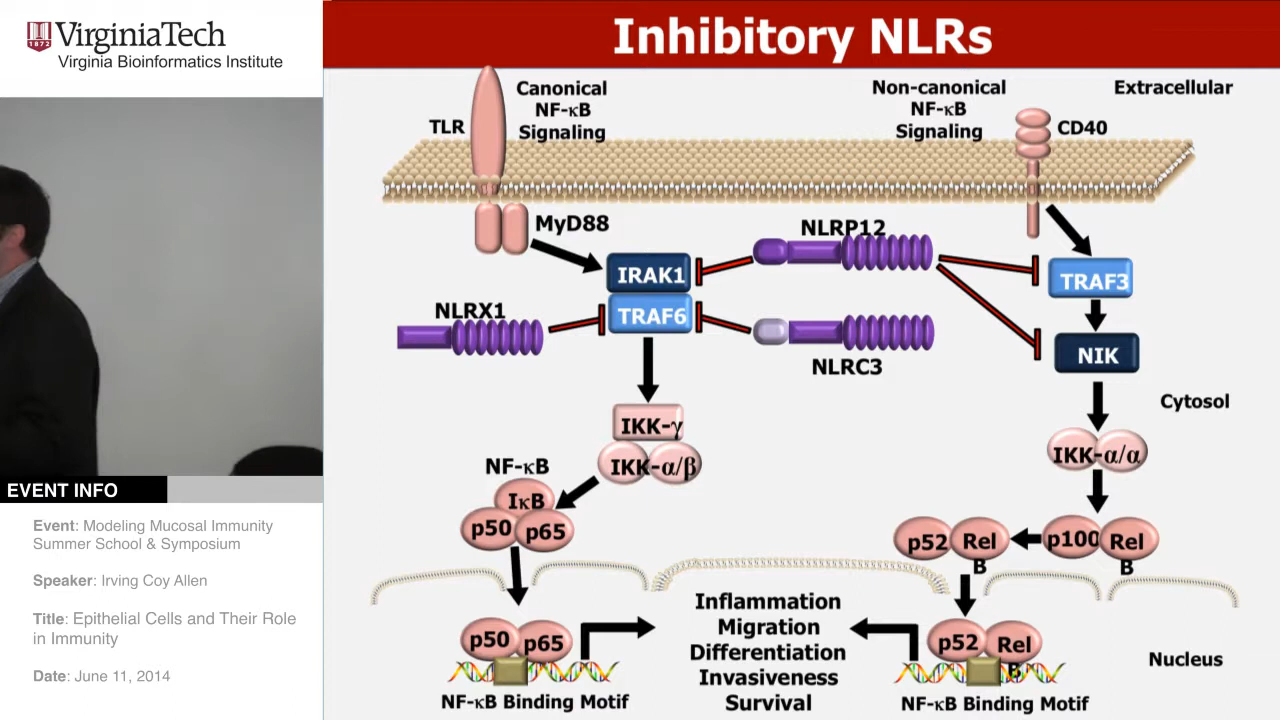 VirginiaTech
1872
Virginia Bioinformatics Institute
EVENT INFO
Event: Modeling Mucosal Immunity
Summer School & Symposium
Speaker: Irving Coy Allen
Title: Epithelial Cells and Their Role
in Immunity
Date: June 11, 2014
Inhibitory NLRs
Canonical
NF-κB
Signaling
TLR
Non-canonical
NF-κB
Signaling
Extracellular
CD40
MyD88
NLRP12
IRAK1
TRAF3
NLRX1
TRAF6
NLRC3
NIK
Cytosol
IKK-γ
IKK-α/β
IKK-α/α
NF-κB
IκB
p50
p65
p52
Rel
B
p100
Rel
B
Inflammation
Migration
Differentiation
Invasiveness
Survival
p50
p65
p52
Rel
B
Nucleus
NF-κB Binding Motif
NF-κB Binding Motif